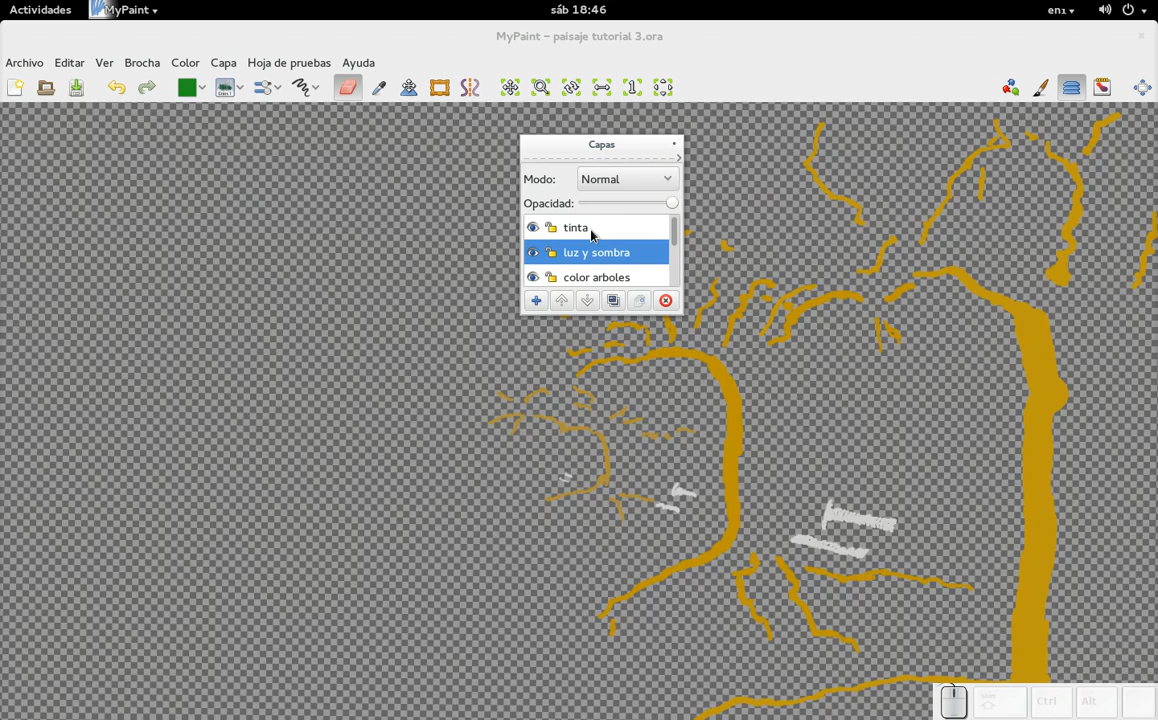 Actividades MyPaint sáb 18:46 en₁
MyPaint – paisaje tutorial 3.ora
Archivo Editar Ver Brocha Color Capa Hoja de pruebas Ayuda
Capas
Modo: Normal
Opacidad:
tinta
luz y sombra
color arboles
Ctrl Alt